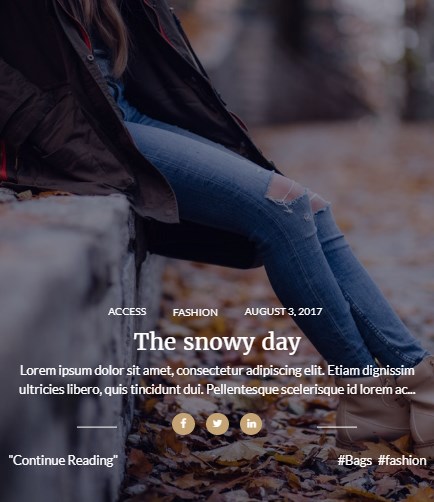 ACCESS FASHION AUGUST 3, 2017
The snowy day
Lorem ipsum dolor sit amet, consectetur adipiscing elit. Etiam dignissim
ultricies libero, quis tincidunt dui. Pellentesque scelerisque id lorem ac...
f in
"Continue Reading" #Bags #fashion